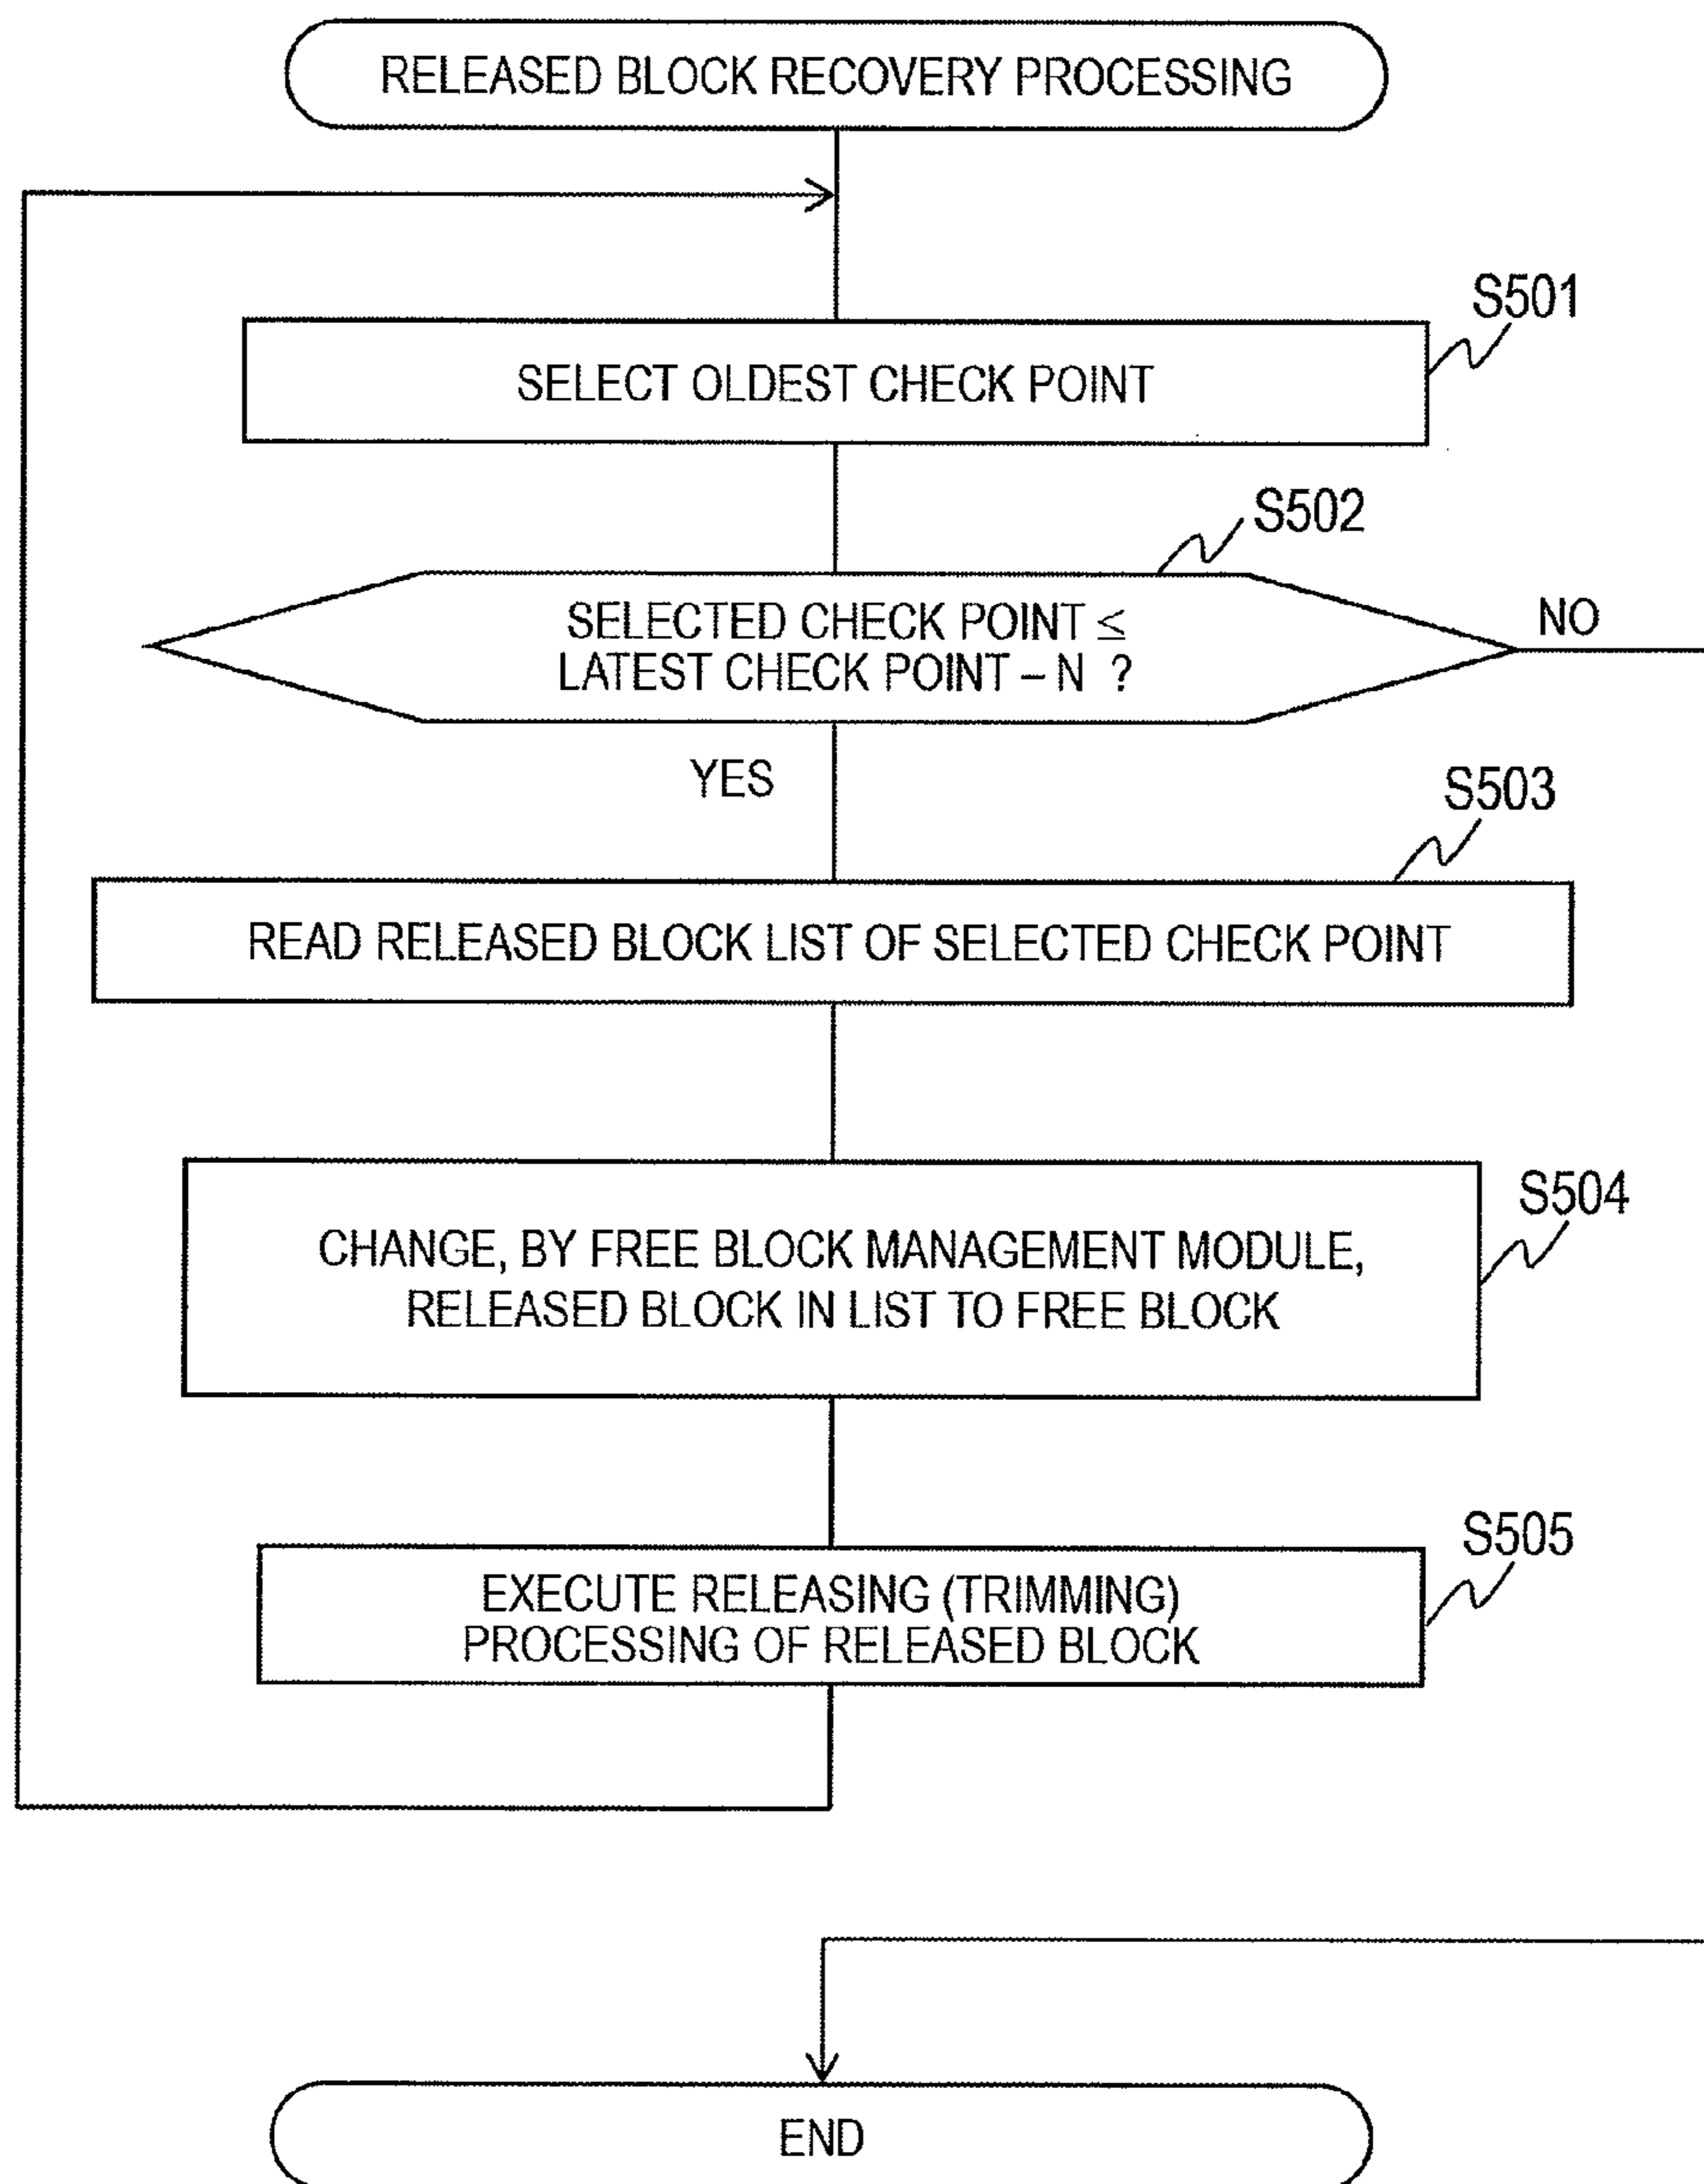 RELEASED BLOCK RECOVERY PROCESSING
S501
SELECT OLDEST CHECK POINT
S502
SELECTED CHECK POINT ≤
LATEST CHECK POINT – N ?
NO
YES
S503
READ RELEASED BLOCK LIST OF SELECTED CHECK POINT
S504
CHANGE, BY FREE BLOCK MANAGEMENT MODULE,
RELEASED BLOCK IN LIST TO FREE BLOCK
S505
EXECUTE RELEASING (TRIMMING)
PROCESSING OF RELEASED BLOCK
END